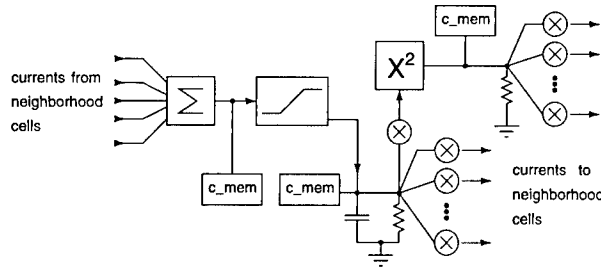 c_mem
currents from
neighborhood
cells
Σ
X²
c_mem
c_mem
currents to
neighborhood
cells